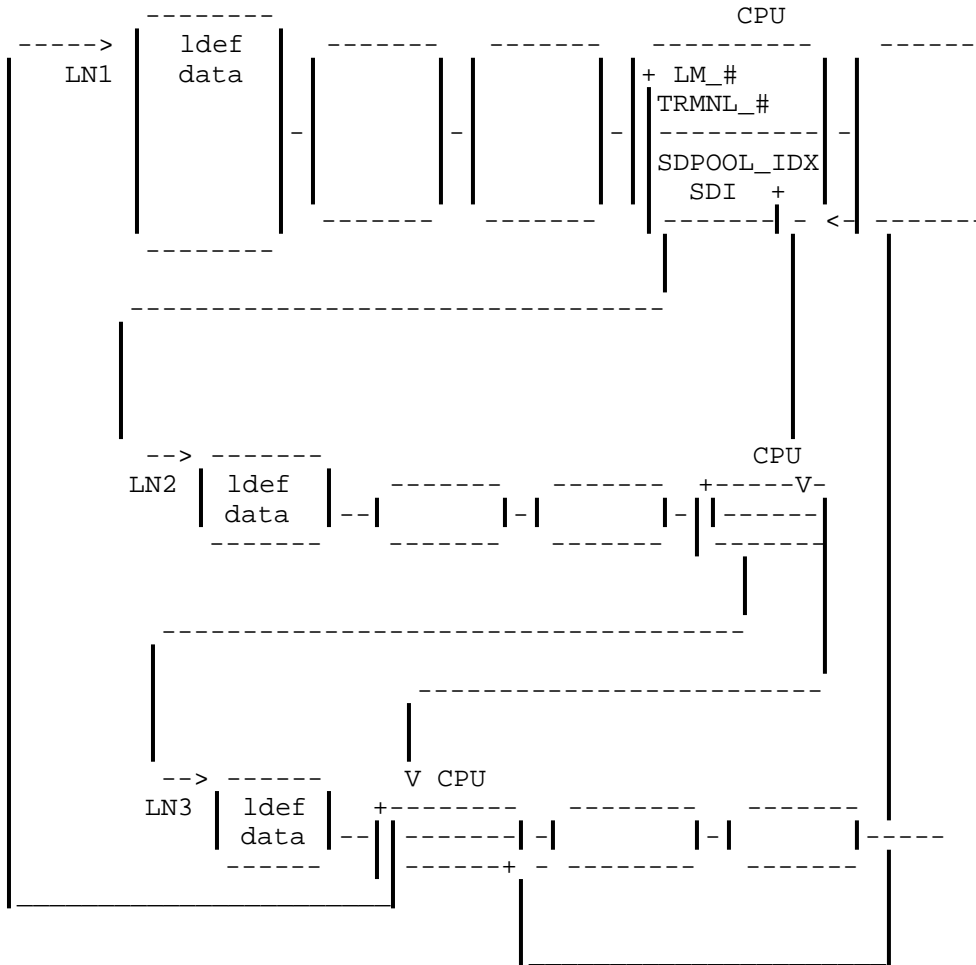 CPU
LN1
ldef
data
LM_#
TRMNL_#
SDPOOL_IDX
SDI
CPU
LN2
ldef
data
V
V CPU
LN3
ldef
data